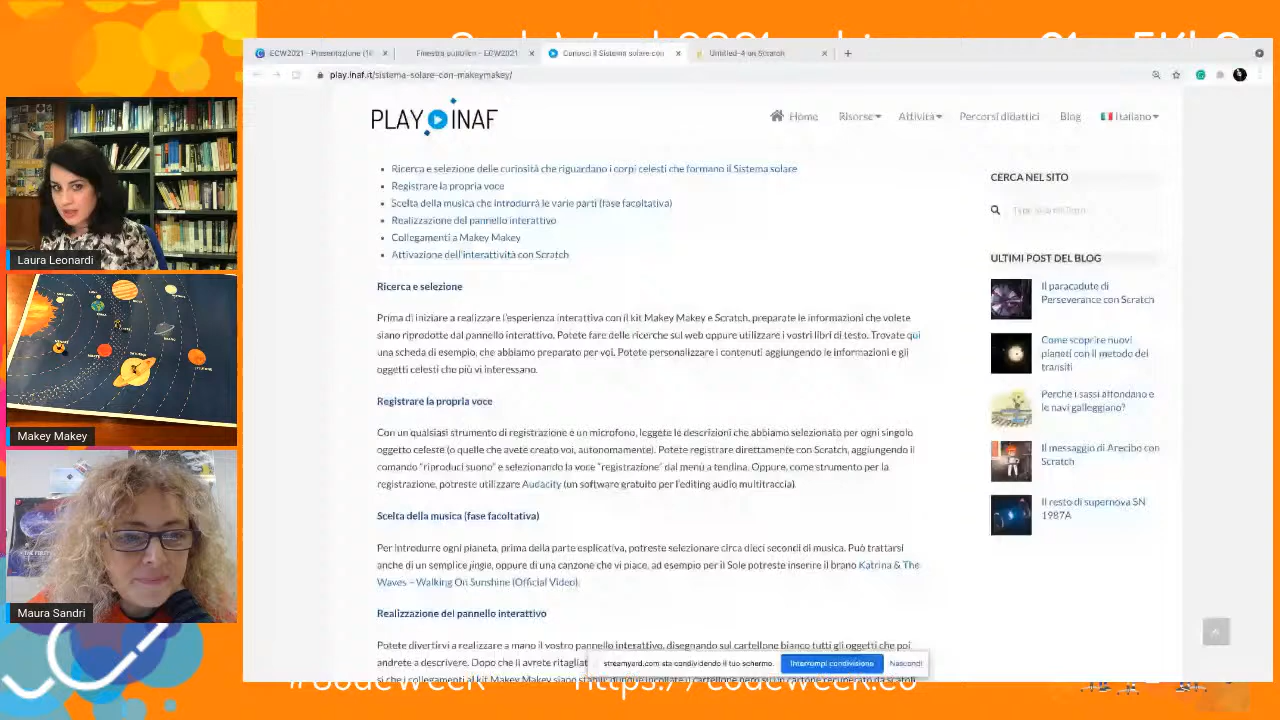 ECW2021 - Presentazione
Finestra pubblici - ECW2021
Conosci il Sistema solare con
Untitled-4 on Scratch
play.inaf.it/sistema-solare-con-makeymakey/
PLAY INAF
Home
Risorse
Attività
Percorsi didattici
Blog
Italiano
Ricerca e selezione delle curiosità che riguardano i corpi celesti che formano il Sistema solare
Registrare la propria voce
Scelta della musica che introdurrà le varie parti (fase facoltativa)
Realizzazione del pannello interattivo
Collegamenti a Makey Makey
Attivazione dell'interattività con Scratch
Ricerca e selezione
Prima di iniziare a realizzare l'esperienza interattiva con il kit Makey Makey e Scratch, preparate le informazioni che volete
siano riprodotte dal pannello interattivo. Potete fare delle ricerche sul web oppure utilizzare i vostri libri di testo. Trovate qui
una scheda di esempio, che abbiamo preparato per voi. Potete personalizzare i contenuti aggiungendo le informazioni e gli
oggetti celesti che più vi interessano.
Registrare la propria voce
Con un qualsiasi strumento di registrazione e un microfono, leggete le descrizioni che abbiamo selezionato per ogni singolo
oggetto celeste (o quelle che avete creato voi, autonomamente). Potete registrare direttamente con Scratch, aggiungendo il
comando "riproduci suono" e selezionando la voce "registrazione" dal menù a tendina. Oppure, come strumento per la
registrazione, potreste utilizzare Audacity (un software gratuito per l'editing audio multitraccia).
Scelta della musica (fase facoltativa)
Per introdurre ogni pianeta, prima della parte esplicativa, potreste selezionare circa dieci secondi di musica. Può trattarsi
anche di un semplice jingle, oppure di una canzone che vi piace, ad esempio per il Sole potreste inserire il brano Katrina & The
Waves – Walking On Sunshine (Official Video).
Realizzazione del pannello interattivo
Potete divertirvi a realizzare a mano il vostro pannello interattivo, disegnando sul cartellone bianco tutti gli oggetti che poi
andrete a descrivere. Dopo che li avrete ritagliat
CERCA NEL SITO
ULTIMI POST DEL BLOG
Il paracadute di
Perseverance con Scratch
Come scoprire nuovi
pianeti con il metodo dei
transiti
Perché i sassi affondano e
le navi galleggiano?
Il messaggio di Arecibo con
Scratch
Il resto di supernova SN
1987A
streamyard.com sta condividendo il tuo schermo.
Interrompi condivisione
Nascondi
Laura Leonardi
Makey Makey
Maura Sandri
#CodeWeek
https://codeweek.eu